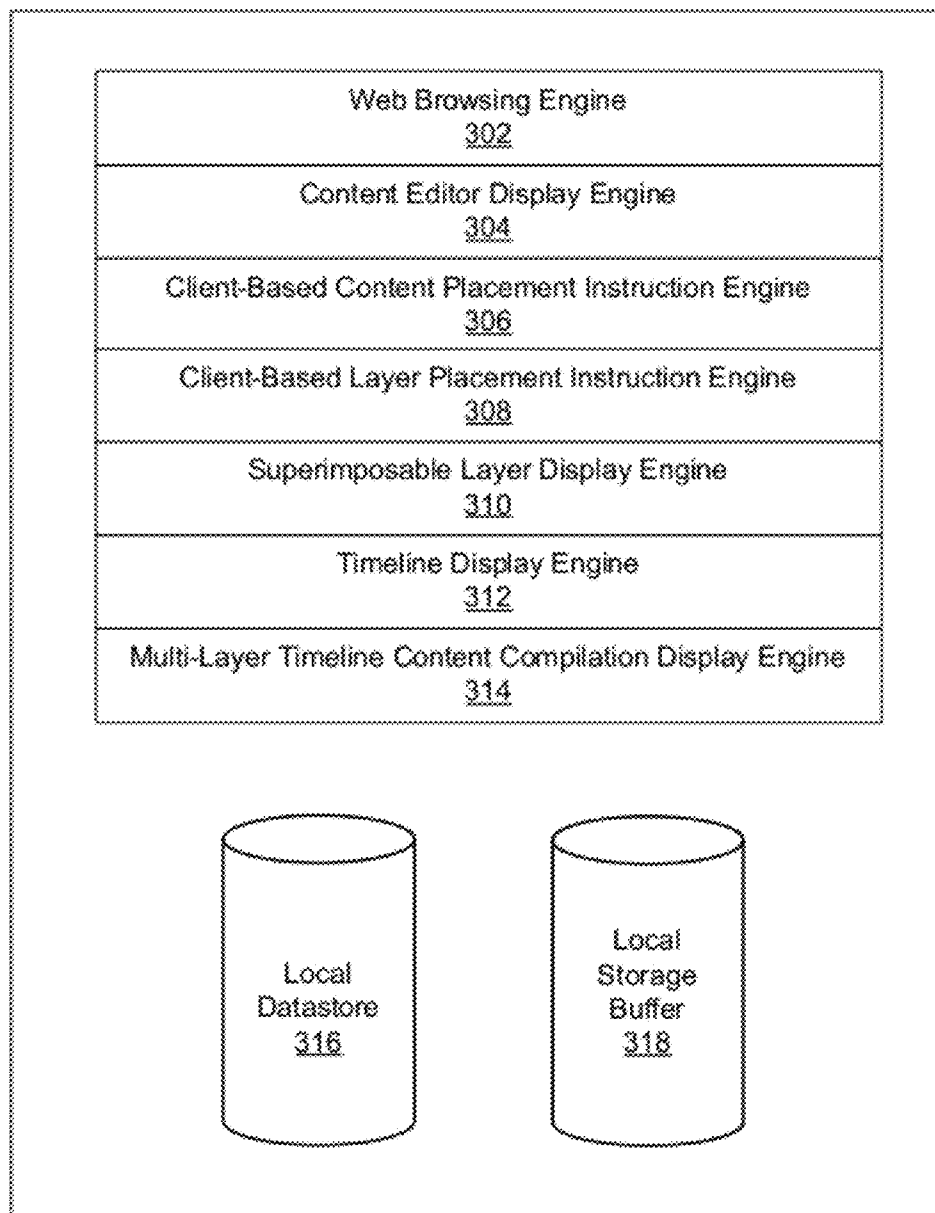 Web Browsing Engine
302
Content Editor Display Engine
304
Client-Based Content Placement Instruction Engine
306
Client-Based Layer Placement Instruction Engine
308
Superimposable Layer Display Engine
310
Timeline Display Engine
312
Multi-Layer Timeline Content Compilation Display Engine
314
Local
Datastore
316
Local
Storage
Buffer
318